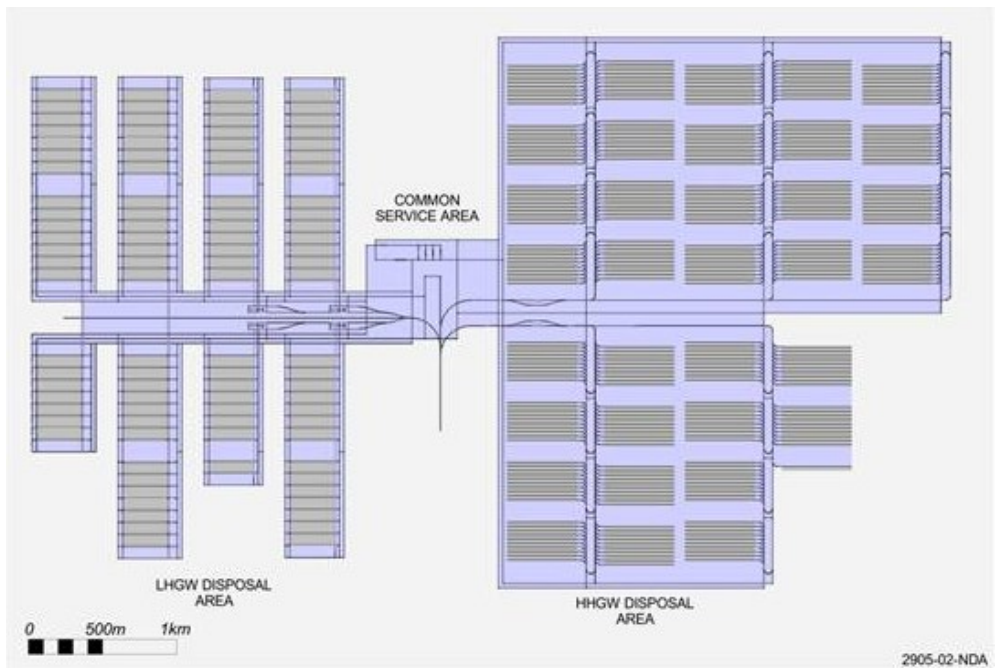 COMMON
SERVICE AREA
LHGW DISPOSAL
AREA
HHGW DISPOSAL
AREA
0 500m 1km
2905-02-NDA